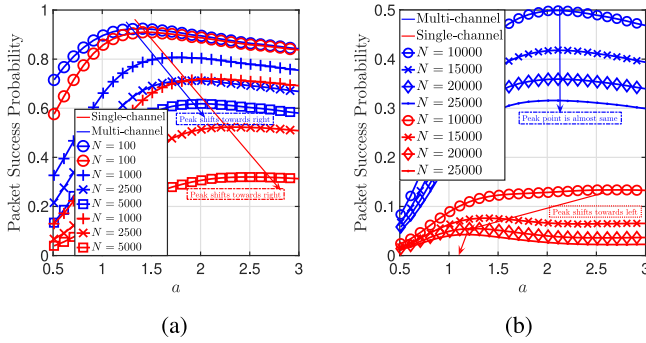 Packet Success Probability
1
0.8
0.6
0.4
0.2
0
Peak shifts towards right
Single-channel
Multi-channel
N = 100
N = 100
N = 1000
N = 2500
N = 5000
N = 1000
N = 2500
N = 5000
Peak shifts towards right
0.5
1
1.5
2
2.5
3
a
(a)
Packet Success Probability
0.5
0.4
0.3
0.2
0.1
0
Multi-channel
Single-channel
N = 10000
N = 15000
N = 20000
N = 25000
N = 10000
N = 15000
N = 20000
N = 25000
Peak point is almost same
Peak shifts towards left
0.5
1
1.5
2
2.5
3
a
(b)